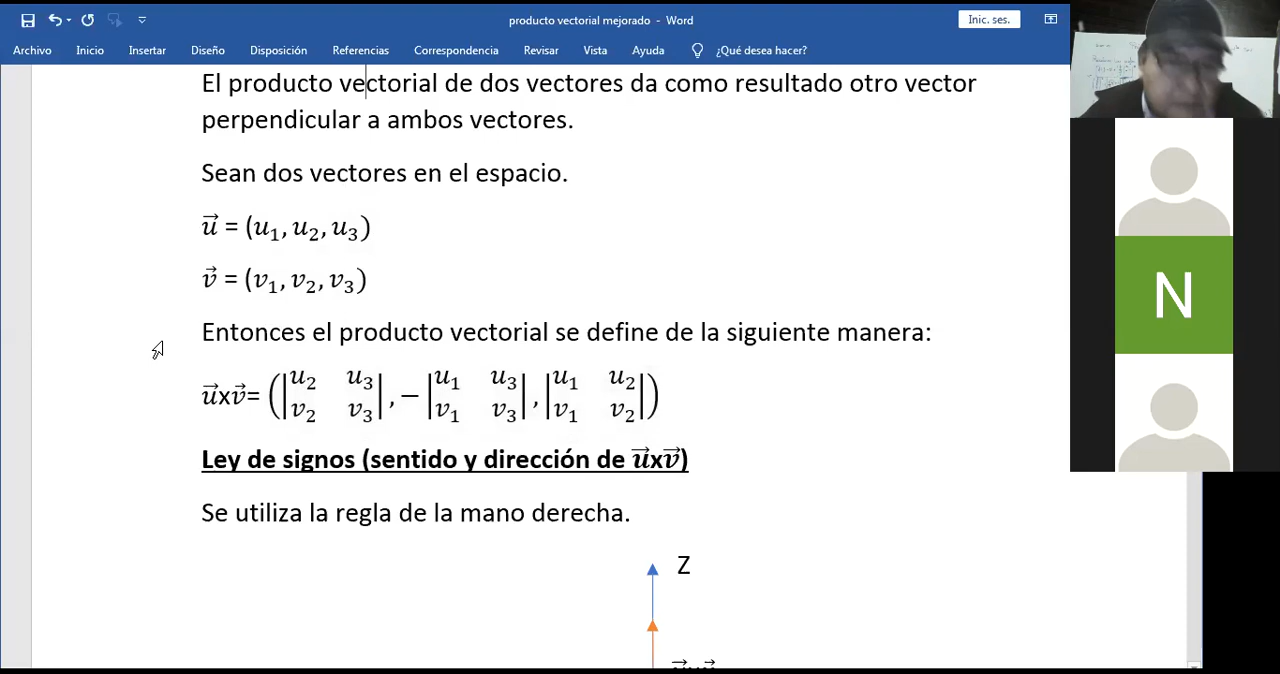 producto vectorial mejorado - Word
Inic. ses.
Archivo Inicio Insertar Diseño Disposición Referencias Correspondencia Revisar Vista Ayuda ¿Qué desea hacer?
El producto vectorial de dos vectores da como resultado otro vector
perpendicular a ambos vectores.
Sean dos vectores en el espacio.
u⃗ = (u₁, u₂, u₃)
v⃗ = (v₁, v₂, v₃)
Entonces el producto vectorial se define de la siguiente manera:
u⃗xv⃗= (|u₂ u₃; v₂ v₃|, −|u₁ u₃; v₁ v₃|, |u₁ u₂; v₁ v₂|)
Ley de signos (sentido y dirección de u⃗xv⃗)
Se utiliza la regla de la mano derecha.
Z
N